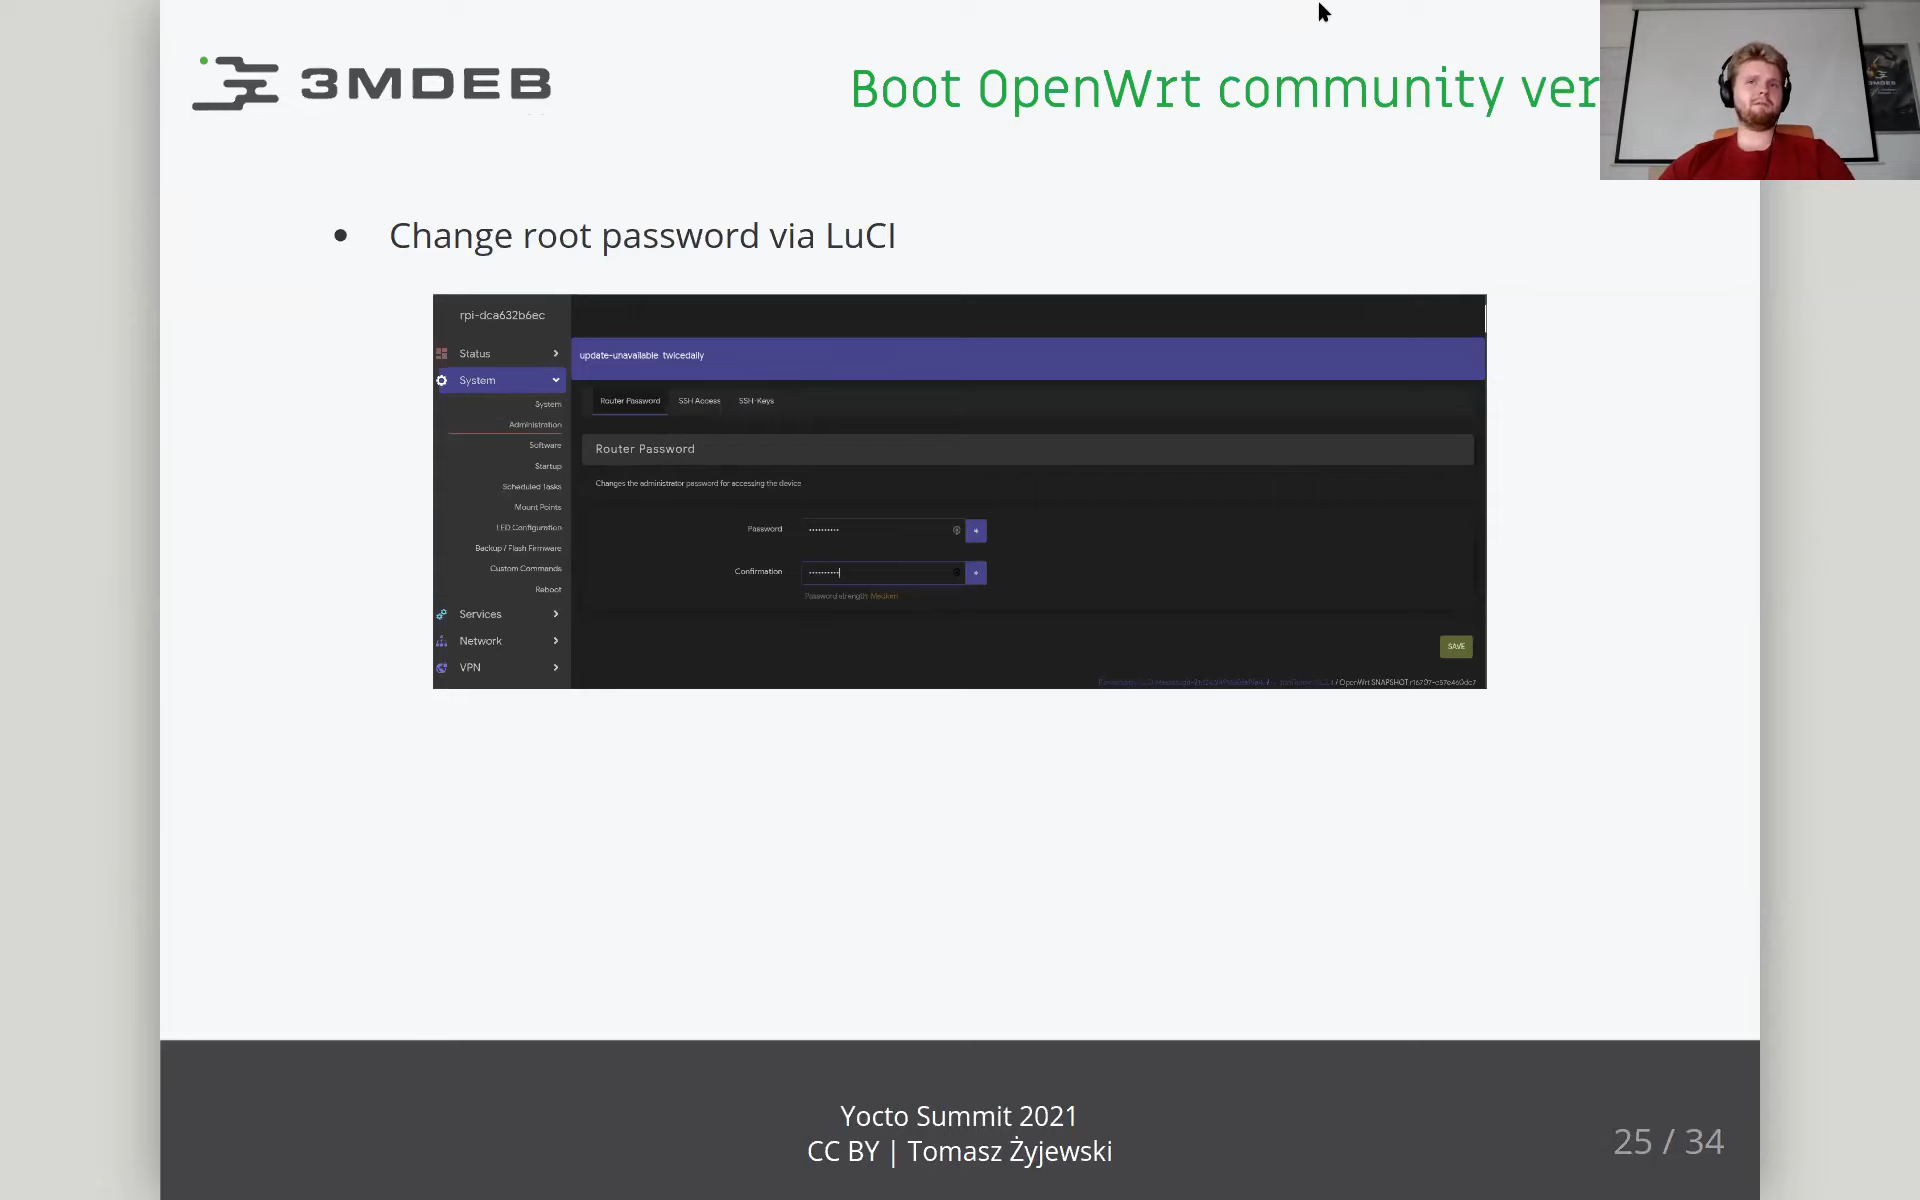 3MDEB
Boot OpenWrt community ver
Change root password via LuCI
rpi-dca632b6ec
Status
System
System
Administration
Software
Startup
Scheduled Tasks
Mount Points
LED Configuration
Backup / Flash Firmware
Custom Commands
Reboot
Services
Network
VPN
update-unavailable twicedaily
Router Password SSH Access SSH-Keys
Router Password
Changes the administrator password for accessing the device
Password
Confirmation
Password strength: Medium
SAVE
/ OpenWrt SNAPSHOT
Yocto Summit 2021
CC BY | Tomasz Żyjewski
25 / 34
3MDEB